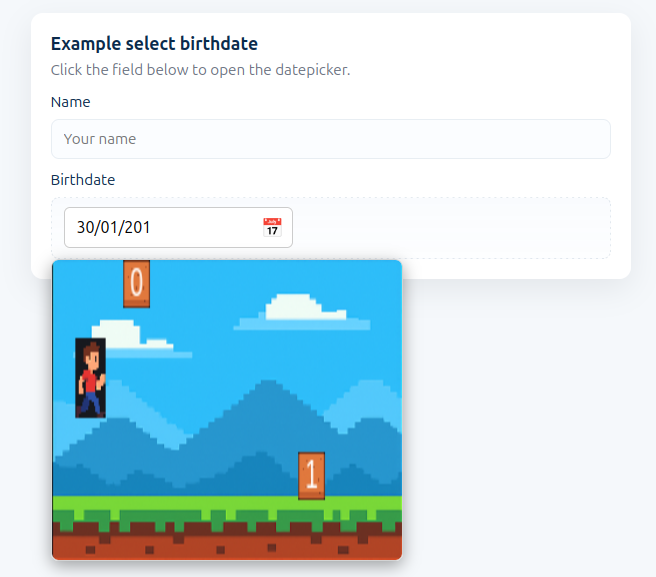 Example select birthdate
Click the field below to open the datepicker.
Name
Your name
Birthdate
30/01/201
17
0
1